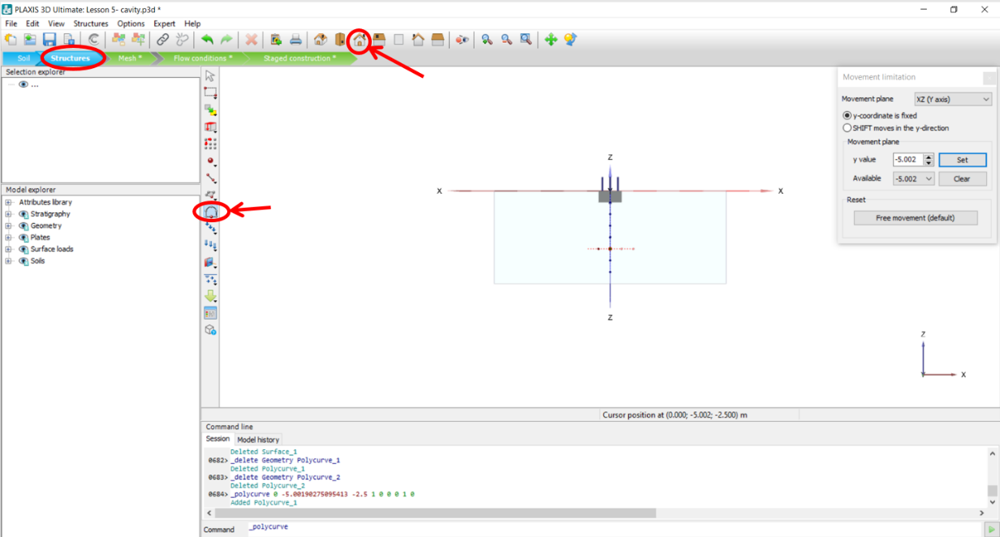 PLAXIS 3D Ultimate: Lesson 5- cavity.p3d *
File Edit View Structures Options Expert Help
Soil Structures Mesh * Flow conditions * Staged construction *
Selection explorer
...
Model explorer
Attributes library
Stratigraphy
Geometry
Plates
Surface loads
Soils
Z
X X
Z
Z
X
Y
Movement limitation
Movement plane XZ (Y axis)
y-coordinate is fixed
SHIFT moves in the y-direction
Movement plane
y value -5.002 Set
Available -5.002 Clear
Reset
Free movement (default)
Cursor position at (0.000; -5.002; -2.500) m
Command line
Session Model history
Deleted Surface_1
0682> _delete Geometry Polycurve_1
Deleted Polycurve_1
0683> _delete Geometry Polycurve_2
Deleted Polycurve_2
0684> _polycurve 0 -5.00190275095413 -2.5 1 0 0 0 1 0
Added Polycurve_1
Command _polycurve